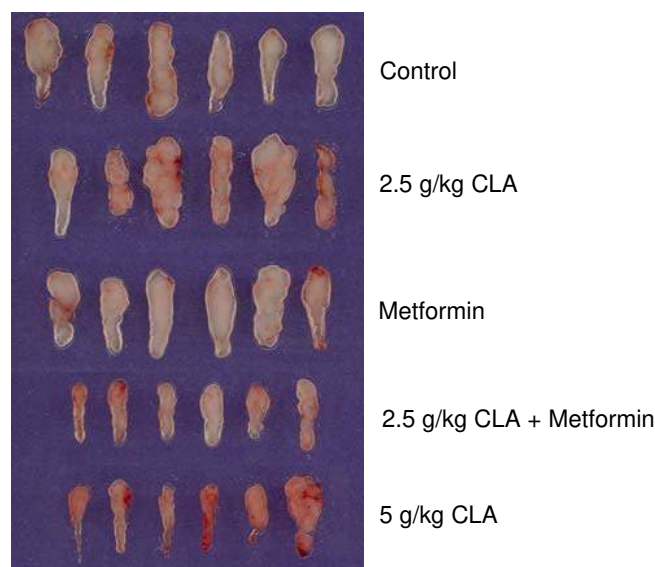 Control
2.5 g/kg CLA
Metformin
2.5 g/kg CLA + Metformin
5 g/kg CLA